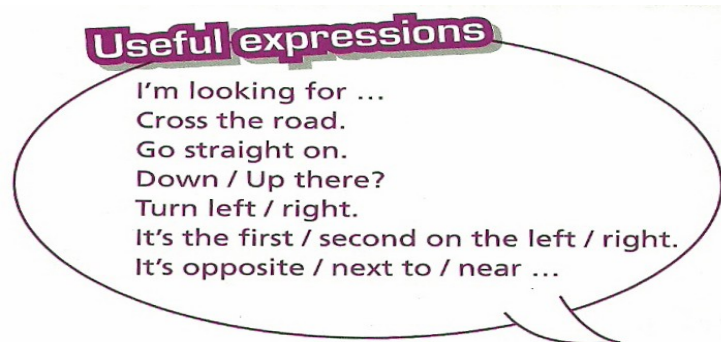 Useful expressions
I'm looking for ...
Cross the road.
Go straight on.
Down / Up there?
Turn left / right.
It's the first / second on the left / right.
It's opposite / next to / near ...